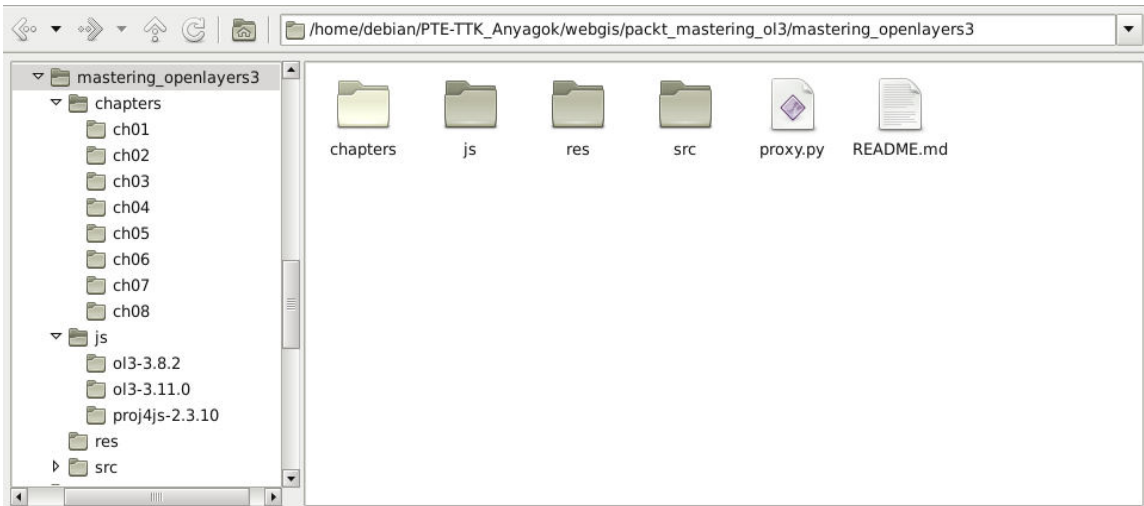 /home/debian/PTE-TTK_Anyagok/webgis/packt_mastering_ol3/mastering_openlayers3
mastering_openlayers3
chapters
ch01
ch02
ch03
ch04
ch05
ch06
ch07
ch08
js
ol3-3.8.2
ol3-3.11.0
proj4js-2.3.10
res
src
chapters
js
res
src
proxy.py
README.md